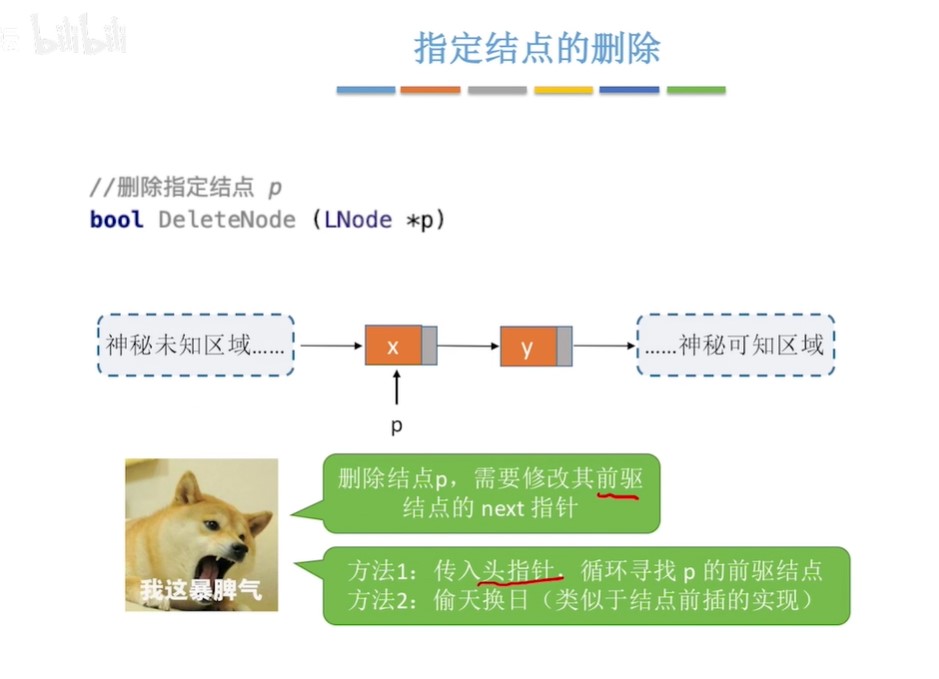 bilibili
指定结点的删除
//删除指定结点 p
bool DeleteNode (LNode *p)
神秘未知区域……
x
y
……神秘可知区域
p
删除结点p，需要修改其前驱
结点的 next 指针
我这暴脾气
方法1：传入头指针，循环寻找 p 的前驱结点
方法2：偷天换日（类似于结点前插的实现）